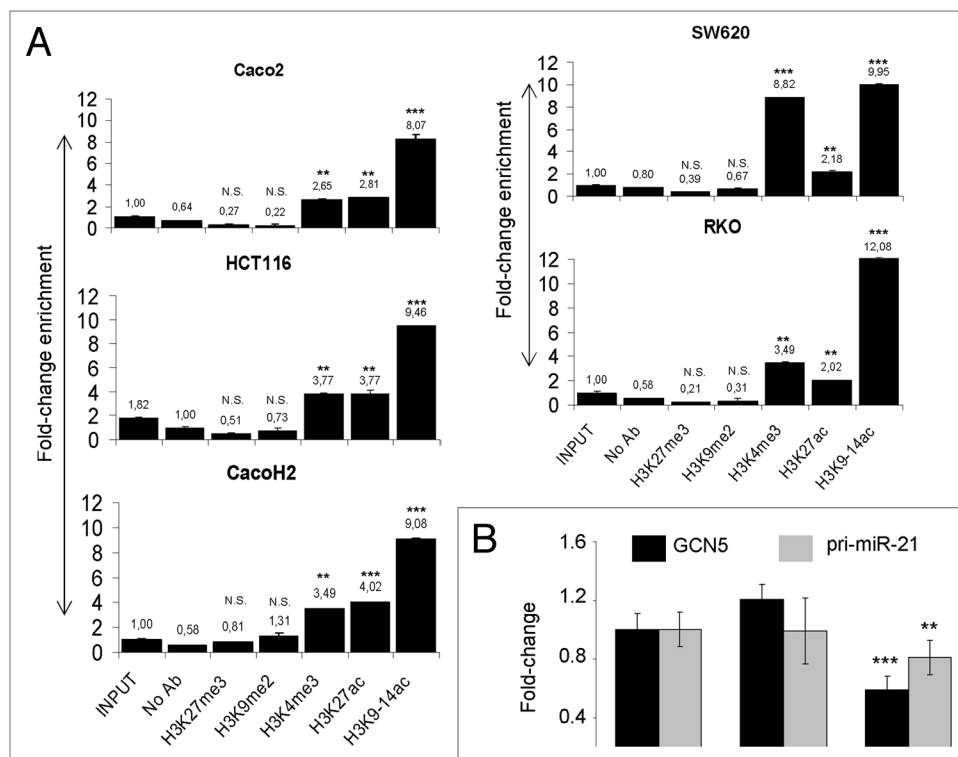 A
Caco2
Fold-change enrichment
12
10
8
6
4
2
0
1,00
0,64
N.S.
0,27
N.S.
0,22
**
2,65
**
2,81
***
8,07
HCT116
12
10
8
6
4
2
0
1,82
1,00
N.S.
0,51
N.S.
0,73
**
3,77
**
3,77
***
9,46
CacoH2
12
10
8
6
4
2
0
1,00
0,58
N.S.
0,81
N.S.
1,31
**
3,49
***
4,02
***
9,08
INPUT
No Ab
H3K27me3
H3K9me2
H3K4me3
H3K27ac
H3K9-14ac
SW620
Fold-change enrichment
12
10
8
6
4
2
0
1,00
0,80
N.S.
0,39
N.S.
0,67
***
8,82
**
2,18
***
9,95
RKO
12
10
8
6
4
2
0
1,00
0,58
N.S.
0,21
N.S.
0,31
**
3,49
**
2,02
***
12,08
INPUT
No Ab
H3K27me3
H3K9me2
H3K4me3
H3K27ac
H3K9-14ac
B
GCN5
pri-miR-21
Fold-change
1.6
1.2
0.8
0.4
***
**